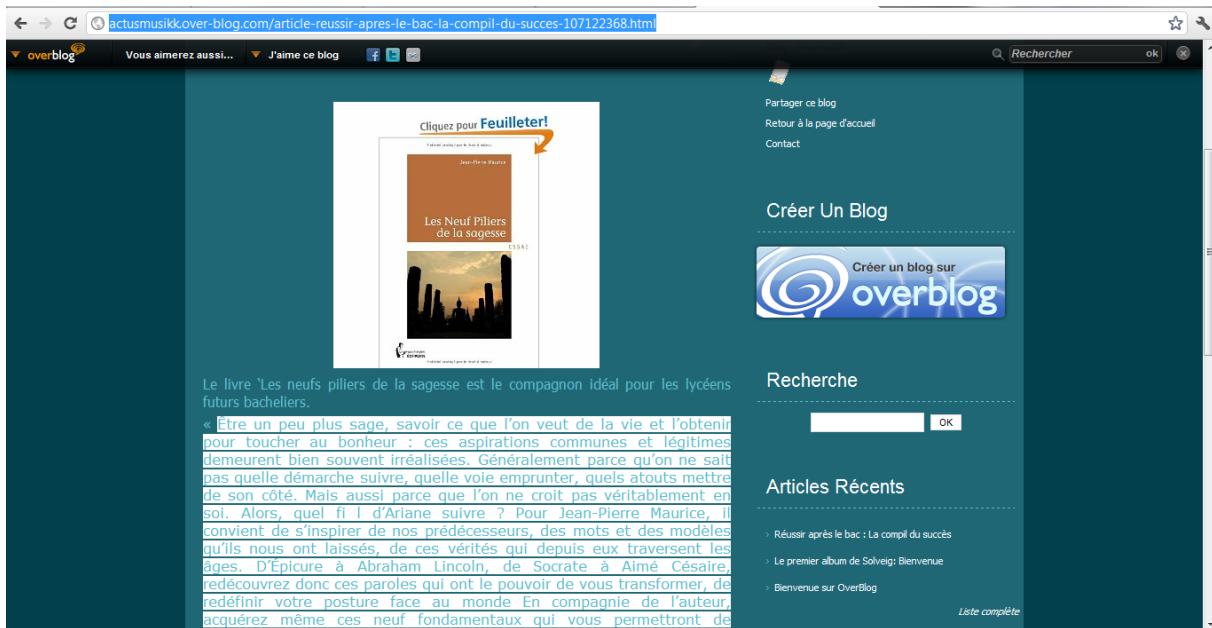 actusmusikk.over-blog.com/article-reussir-apres-le-bac-la-compil-du-succes-107122368.html
overblog
Vous aimerez aussi...
J'aime ce blog
Rechercher
ok
Cliquez pour Feuilleter!
Jean-Pierre Maurice
Les Neuf Piliers
de la sagesse
Le livre 'Les neufs piliers de la sagesse est le compagnon idéal pour les lycéens
futurs bacheliers.
« Être un peu plus sage, savoir ce que l'on veut de la vie et l'obtenir
pour toucher au bonheur : ces aspirations communes et légitimes
demeurent bien souvent irréalisées. Généralement parce qu'on ne sait
pas quelle démarche suivre, quelle voie emprunter, quels atouts mettre
de son côté. Mais aussi parce que l'on ne croit pas véritablement en
soi. Alors, quel fi l d'Ariane suivre ? Pour Jean-Pierre Maurice, il
convient de s'inspirer de nos prédécesseurs, des mots et des modèles
qu'ils nous ont laissés, de ces vérités qui depuis eux traversent les
âges. D'Épicure à Abraham Lincoln, de Socrate à Aimé Césaire,
redécouvrez donc ces paroles qui ont le pouvoir de vous transformer, de
redéfinir votre posture face au monde En compagnie de l'auteur,
acquérez même ces neuf fondamentaux qui vous permettront de
Partager ce blog
Retour à la page d'accueil
Contact
Créer Un Blog
Créer un blog sur
overblog
Recherche
OK
Articles Récents
Réussir après le bac : La compil du succès
Le premier album de Solveig: Bienvenue
Bienvenue sur OverBlog
Liste complète